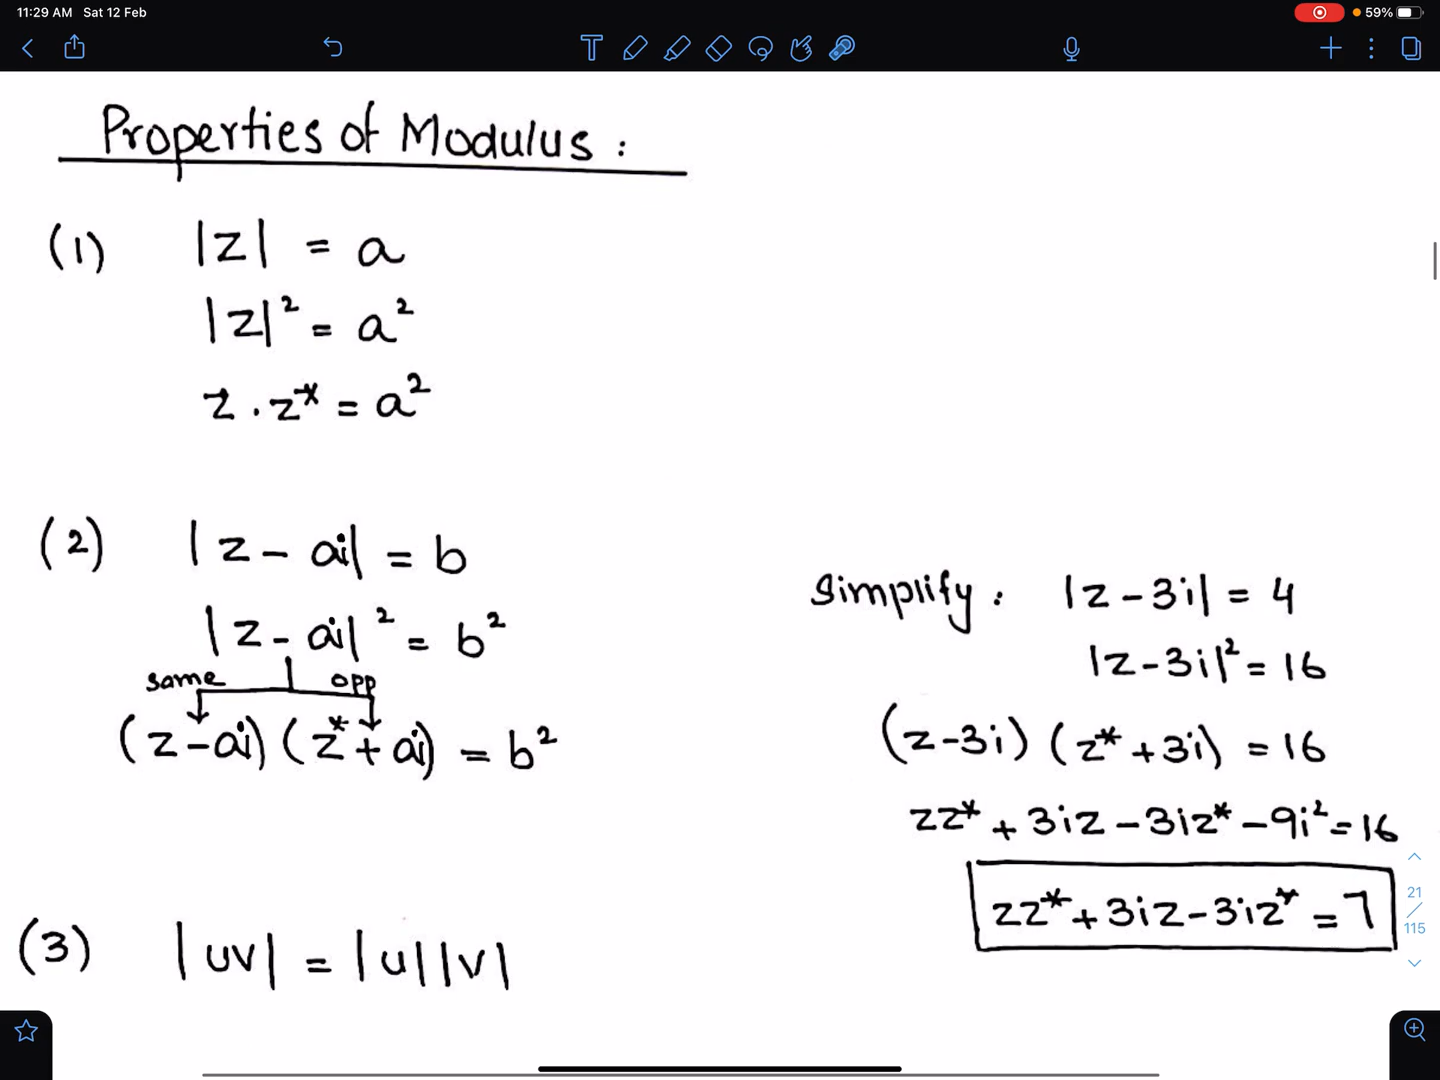 11:29 AM Sat 12 Feb
59%
Properties of Modulus :
(1) |z| = a
|z|² = a²
z . z* = a²
(2) |z - ai| = b
|z - ai|² = b²
same opp
(z - ai) (z* + ai) = b²
Simplify : |z - 3i| = 4
|z - 3i|² = 16
(z - 3i) (z* + 3i) = 16
zz* + 3iz - 3iz* - 9i² = 16
zz* + 3iz - 3iz* = 7
21
/
115
(3) |uv| = |u||v|